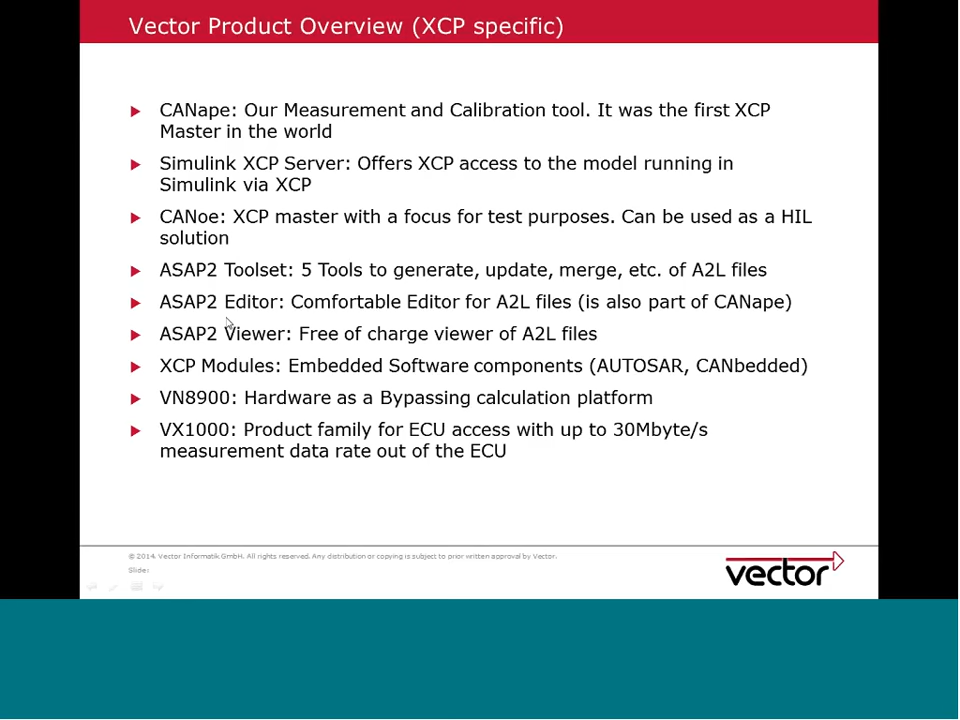 Vector Product Overview (XCP specific)
CANape: Our Measurement and Calibration tool. It was the first XCP
Master in the world
Simulink XCP Server: Offers XCP access to the model running in
Simulink via XCP
CANoe: XCP master with a focus for test purposes. Can be used as a HIL
solution
ASAP2 Toolset: 5 Tools to generate, update, merge, etc. of A2L files
ASAP2 Editor: Comfortable Editor for A2L files (is also part of CANape)
ASAP2 Viewer: Free of charge viewer of A2L files
XCP Modules: Embedded Software components (AUTOSAR, CANbedded)
VN8900: Hardware as a Bypassing calculation platform
VX1000: Product family for ECU access with up to 30Mbyte/s
measurement data rate out of the ECU
© 2014. Vector Informatik GmbH. All rights reserved. Any distribution or copying is subject to prior written approval by Vector.
Slide:
vector